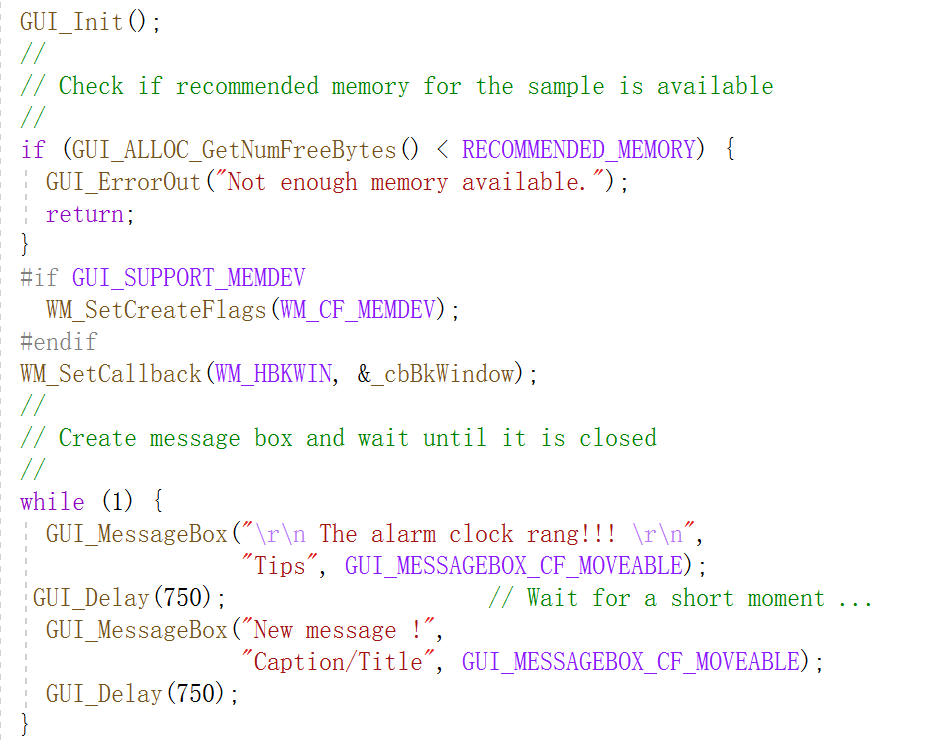 GUI_Init();
//
// Check if recommended memory for the sample is available
//
if (GUI_ALLOC_GetNumFreeBytes() < RECOMMENDED_MEMORY) {
  GUI_ErrorOut("Not enough memory available.");
  return;
}
#if GUI_SUPPORT_MEMDEV
  WM_SetCreateFlags(WM_CF_MEMDEV);
#endif
WM_SetCallback(WM_HBKWIN, &_cbBkWindow);
//
// Create message box and wait until it is closed
//
while (1) {
  GUI_MessageBox("\r\n The alarm clock rang!!! \r\n",
                 "Tips", GUI_MESSAGEBOX_CF_MOVEABLE);
 GUI_Delay(750);                    // Wait for a short moment ...
  GUI_MessageBox("New message !",
                 "Caption/Title", GUI_MESSAGEBOX_CF_MOVEABLE);
  GUI_Delay(750);
}